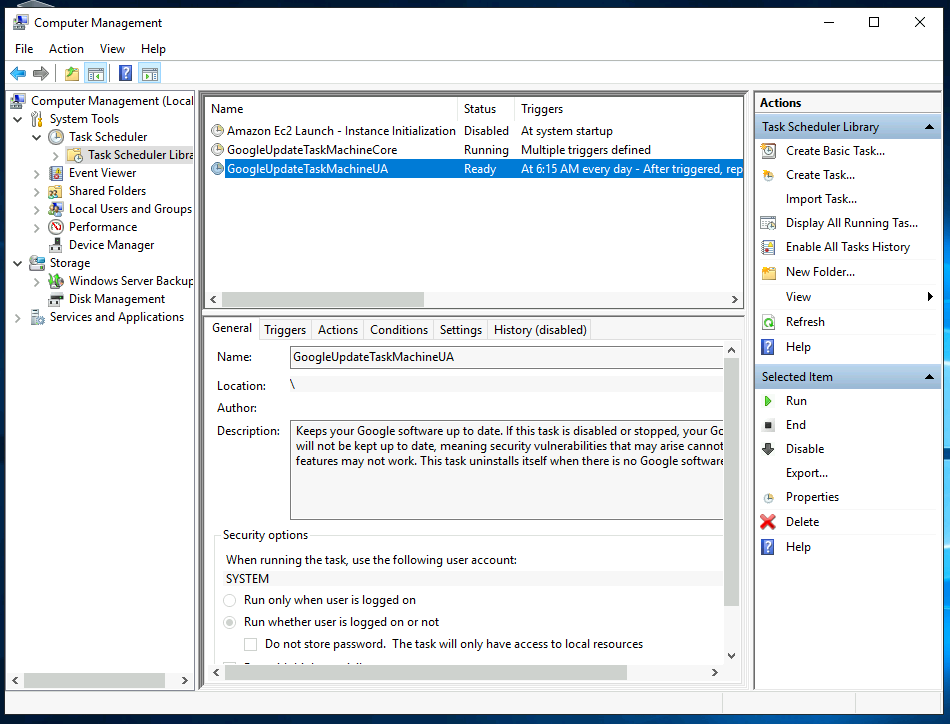 Computer Management
File Action View Help
Computer Management (Local
System Tools
Task Scheduler
Task Scheduler Libra
Event Viewer
Shared Folders
Local Users and Groups
Performance
Device Manager
Storage
Windows Server Backup
Disk Management
Services and Applications
Name Status Triggers
Amazon Ec2 Launch - Instance Initialization Disabled At system startup
GoogleUpdateTaskMachineCore Running Multiple triggers defined
GoogleUpdateTaskMachineUA Ready At 6:15 AM every day - After triggered, rep
General Triggers Actions Conditions Settings History (disabled)
Name: GoogleUpdateTaskMachineUA
Location: \
Author:
Description: Keeps your Google software up to date. If this task is disabled or stopped, your Go
will not be kept up to date, meaning security vulnerabilities that may arise cannot
features may not work. This task uninstalls itself when there is no Google software
Security options
When running the task, use the following user account:
SYSTEM
Run only when user is logged on
Run whether user is logged on or not
Do not store password. The task will only have access to local resources
Actions
Task Scheduler Library
Create Basic Task...
Create Task...
Import Task...
Display All Running Tas...
Enable All Tasks History
New Folder...
View
Refresh
Help
Selected Item
Run
End
Disable
Export...
Properties
Delete
Help